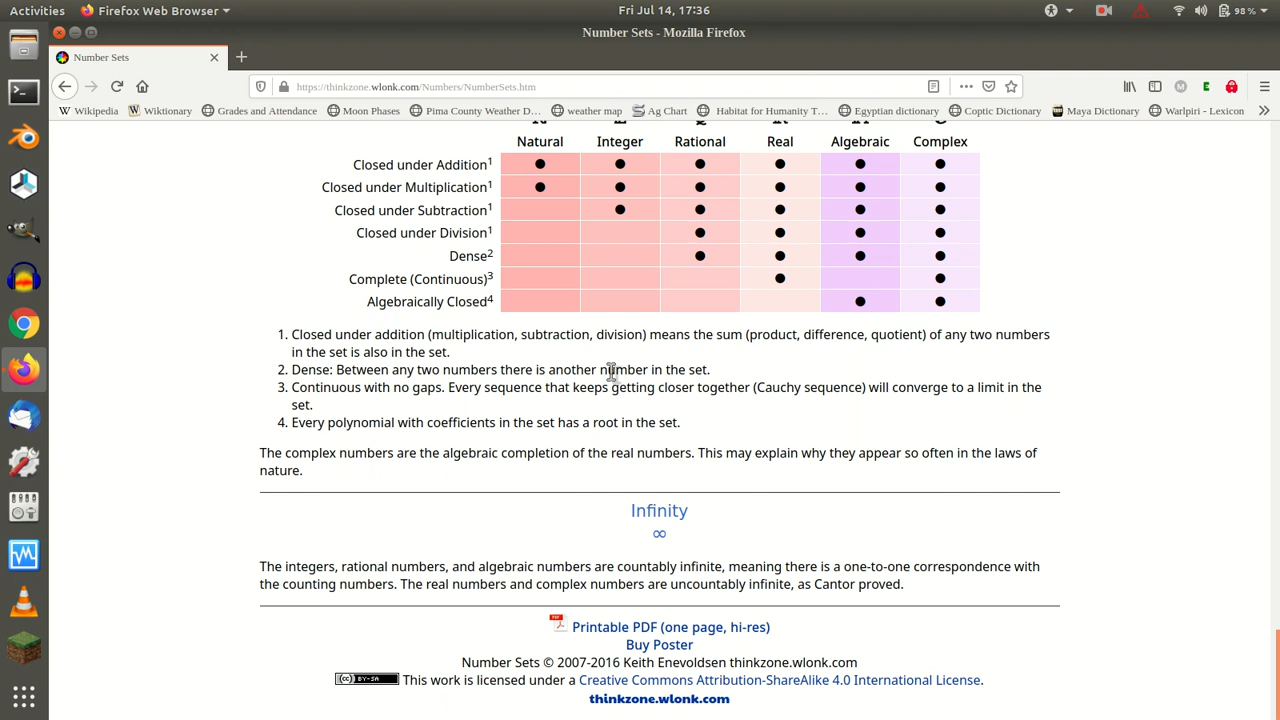 Activities Firefox Web Browser Fri Jul 14, 17:36 98 %
Number Sets - Mozilla Firefox
Number Sets
https://thinkzone.wlonk.com/Numbers/NumberSets.htm
Wikipedia Wiktionary Grades and Attendance Moon Phases Pima County Weather D… weather map Ag Chart Habitat for Humanity T… Egyptian dictionary Coptic Dictionary Maya Dictionary Warlpiri - Lexicon
Natural Integer Rational Real Algebraic Complex
Closed under Addition1 ● ● ● ● ● ●
Closed under Multiplication1 ● ● ● ● ● ●
Closed under Subtraction1 ● ● ● ● ●
Closed under Division1 ● ● ● ●
Dense2 ● ● ● ●
Complete (Continuous)3 ● ●
Algebraically Closed4 ● ●
1. Closed under addition (multiplication, subtraction, division) means the sum (product, difference, quotient) of any two numbers
in the set is also in the set.
2. Dense: Between any two numbers there is another number in the set.
3. Continuous with no gaps. Every sequence that keeps getting closer together (Cauchy sequence) will converge to a limit in the
set.
4. Every polynomial with coefficients in the set has a root in the set.
The complex numbers are the algebraic completion of the real numbers. This may explain why they appear so often in the laws of
nature.
Infinity
∞
The integers, rational numbers, and algebraic numbers are countably infinite, meaning there is a one-to-one correspondence with
the counting numbers. The real numbers and complex numbers are uncountably infinite, as Cantor proved.
Printable PDF (one page, hi-res)
Buy Poster
Number Sets © 2007-2016 Keith Enevoldsen thinkzone.wlonk.com
(cc) BY-SA This work is licensed under a Creative Commons Attribution-ShareAlike 4.0 International License.
thinkzone.wlonk.com